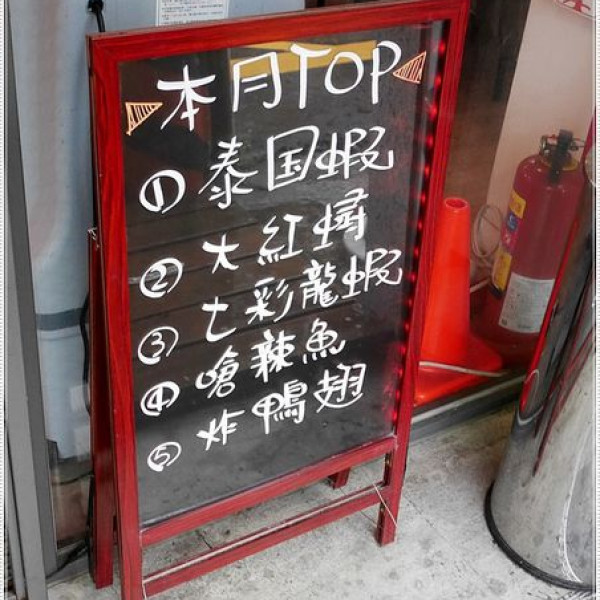 本月TOP
① 泰国蝦
② 大紅蟳
③ 七彩龍蝦
④ 嗆辣魚
⑤ 炸鴨翅